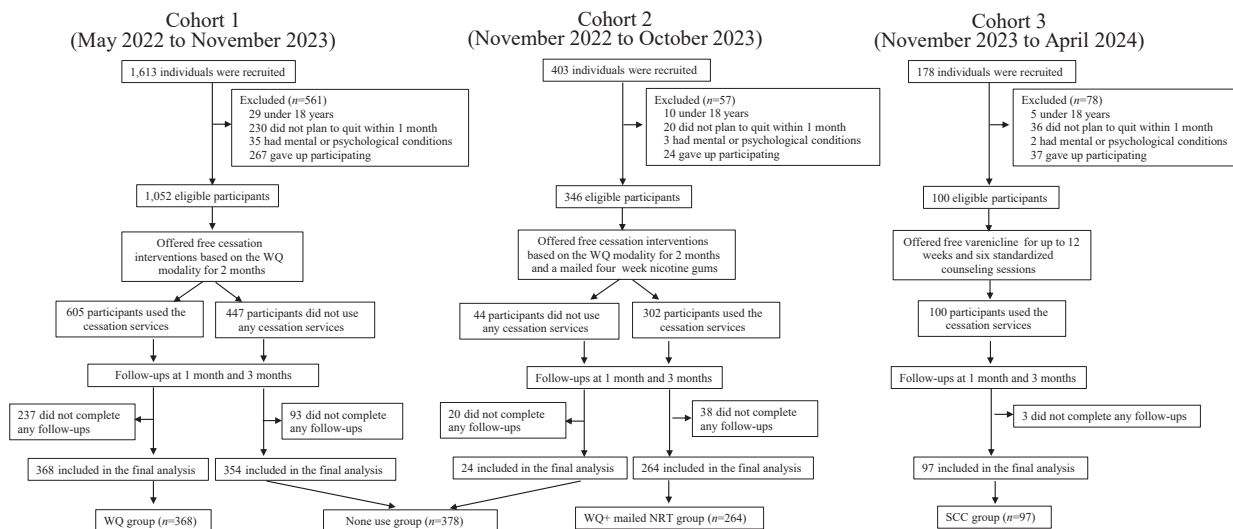 Cohort 1
(May 2022 to November 2023)
1,613 individuals were recruited
Excluded (n=561)
29 under 18 years
230 did not plan to quit within 1 month
35 had mental or psychological conditions
267 gave up participating
1,052 eligible participants
Offered free cessation
interventions based on the WQ
modality for 2 months
605 participants used the
cessation services
447 participants did not use
any cessation services
Follow-ups at 1 month and 3 months
237 did not complete
any follow-ups
93 did not complete
any follow-ups
368 included in the final analysis
354 included in the final analysis
WQ group (n=368)
None use group (n=378)
Cohort 2
(November 2022 to October 2023)
403 individuals were recruited
Excluded (n=57)
10 under 18 years
20 did not plan to quit within 1 month
3 had mental or psychological conditions
24 gave up participating
346 eligible participants
Offered free cessation interventions
based on the WQ modality for 2 months
and a mailed four week nicotine gums
44 participants did not use
any cessation services
302 participants used the
cessation services
Follow-ups at 1 month and 3 months
20 did not complete
any follow-ups
38 did not complete
any follow-ups
24 included in the final analysis
264 included in the final analysis
WQ+ mailed NRT group (n=264)
Cohort 3
(November 2023 to April 2024)
178 individuals were recruited
Excluded (n=78)
5 under 18 years
36 did not plan to quit within 1 month
2 had mental or psychological conditions
37 gave up participating
100 eligible participants
Offered free varenicline for up to 12
weeks and six standardized
counseling sessions
100 participants used the
cessation services
Follow-ups at 1 month and 3 months
3 did not complete any follow-ups
97 included in the final analysis
SCC group (n=97)